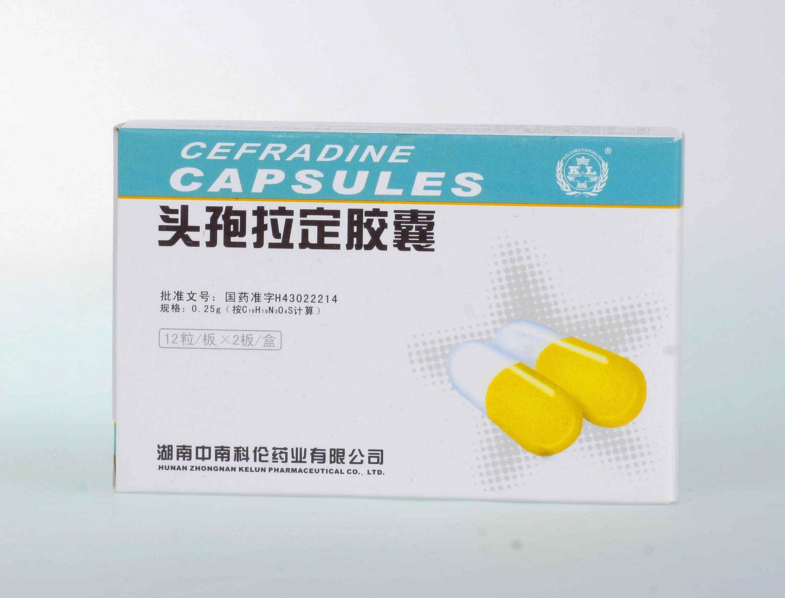 CEFRADINE
CAPSULES
®
KL
头孢拉定胶囊
批准文号：国药准字H43022214
规格：0.25g（按C₁₆H₁₉N₃O₄S计算）
12粒/板×2板/盒
湖南中南科伦药业有限公司
HUNAN ZHONGNAN KELUN PHARMACEUTICAL CO., LTD.